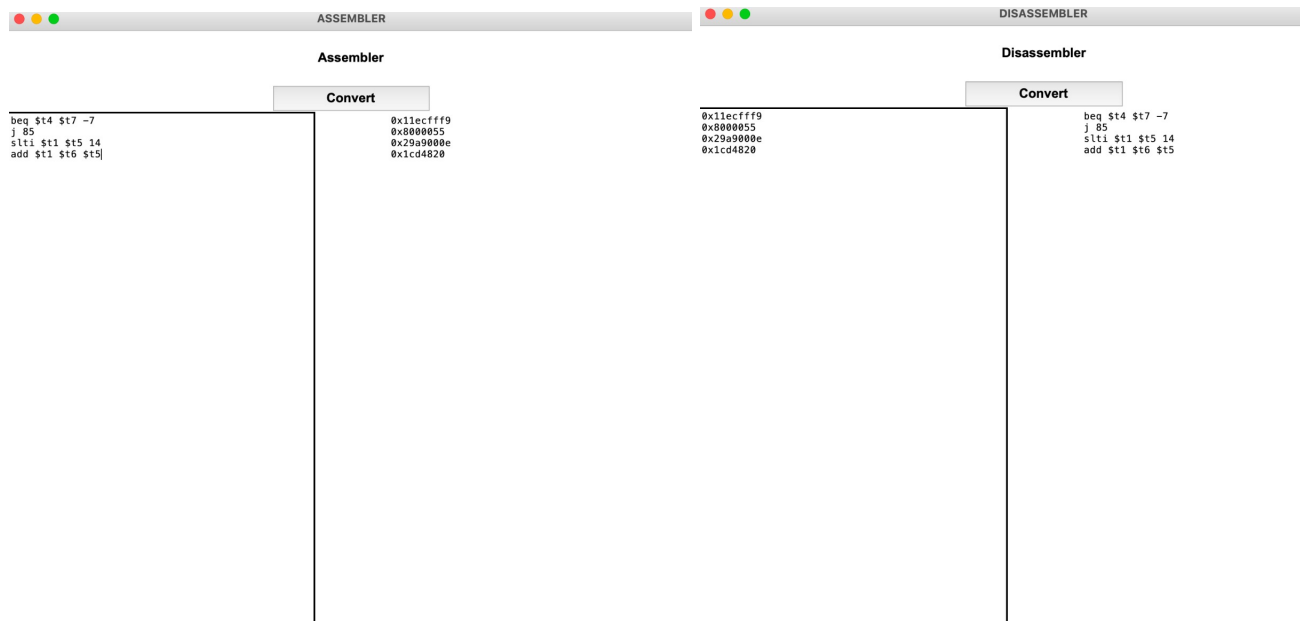 ASSEMBLER
Assembler
Convert
beq $t4 $t7 -7
j 85
slti $t1 $t5 14
add $t1 $t6 $t5
0x11ecfff9
0x8000055
0x29a9000e
0x1cd4820
DISASSEMBLER
Disassembler
Convert
0x11ecfff9
0x8000055
0x29a9000e
0x1cd4820
beq $t4 $t7 -7
j 85
slti $t1 $t5 14
add $t1 $t6 $t5